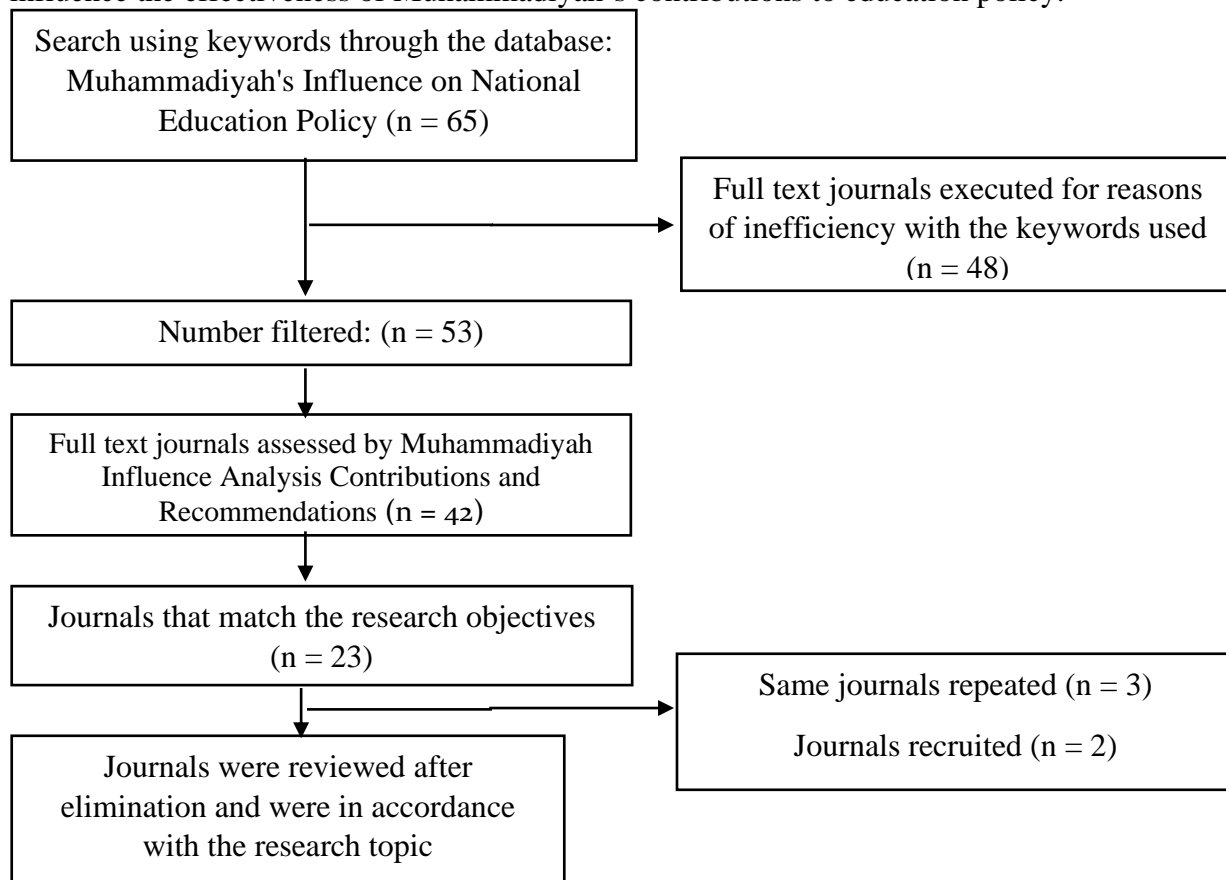 influence the effectiveness of Muhammadiyah's contributions to education policy.
Search using keywords through the database:
Muhammadiyah's Influence on National
Education Policy (n = 65)
Full text journals executed for reasons
of inefficiency with the keywords used
(n = 48)
Number filtered: (n = 53)
Full text journals assessed by Muhammadiyah
Influence Analysis Contributions and
Recommendations (n = 42)
Journals that match the research objectives
(n = 23)
Same journals repeated (n = 3)
Journals recruited (n = 2)
Journals were reviewed after
elimination and were in accordance
with the research topic